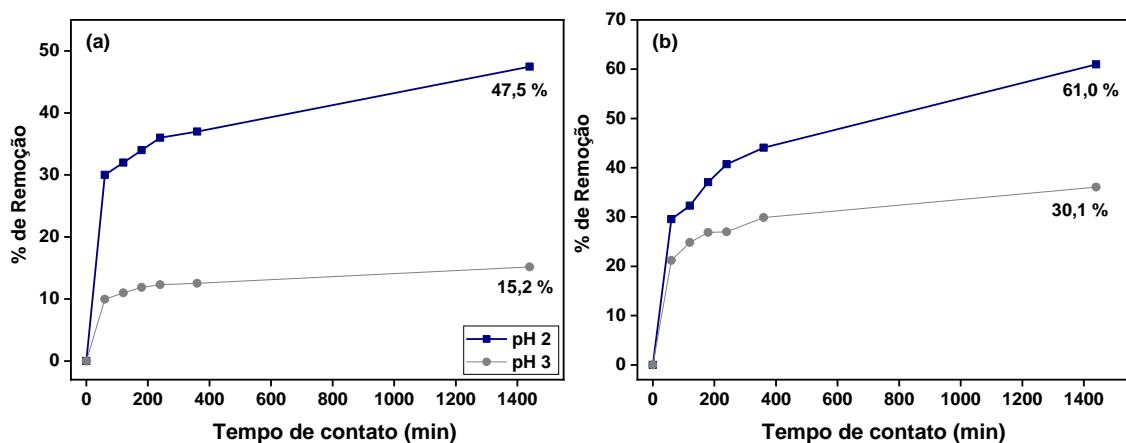 (a)
% de Remoção
50
40
30
20
10
0
47,5 %
15,2 %
pH 2
pH 3
0 200 400 600 800 1000 1200 1400
Tempo de contato (min)
(b)
% de Remoção
70
60
50
40
30
20
10
0
61,0 %
30,1 %
0 200 400 600 800 1000 1200 1400
Tempo de contato (min)